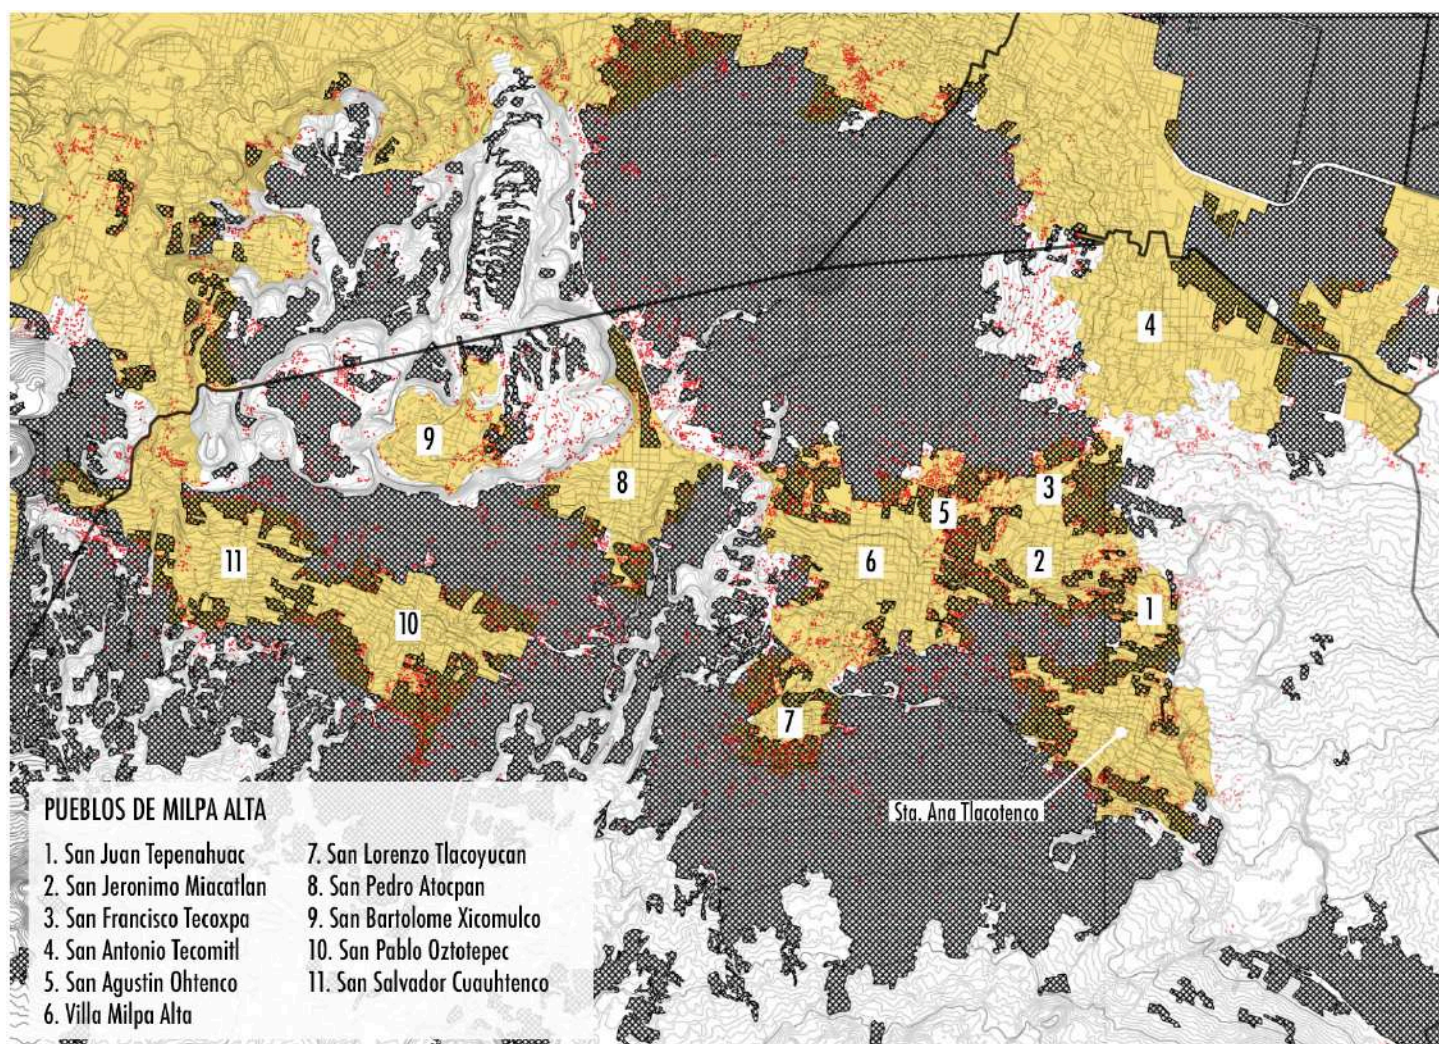 4
9
8
3
5
11
6
2
10
1
7
Sta. Ana Tlacotenco
PUEBLOS DE MILPA ALTA
1. San Juan Tepenahuac
2. San Jeronimo Miacatlan
3. San Francisco Tecoxpa
4. San Antonio Tecomitl
5. San Agustin Ohtenco
6. Villa Milpa Alta
7. San Lorenzo Tlacoyucan
8. San Pedro Atocpan
9. San Bartolome Xicomulco
10. San Pablo Oztotepec
11. San Salvador Cuauhtenco